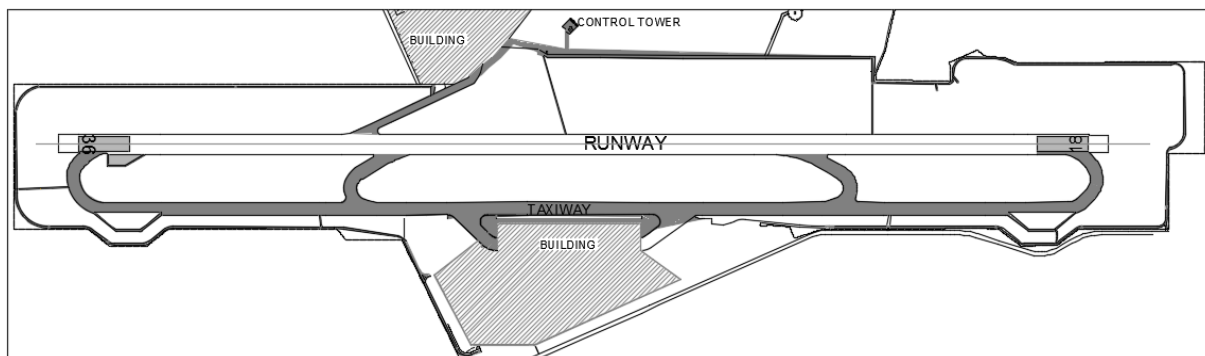 CONTROL TOWER
BUILDING
36
RUNWAY
18
TAXIWAY
BUILDING